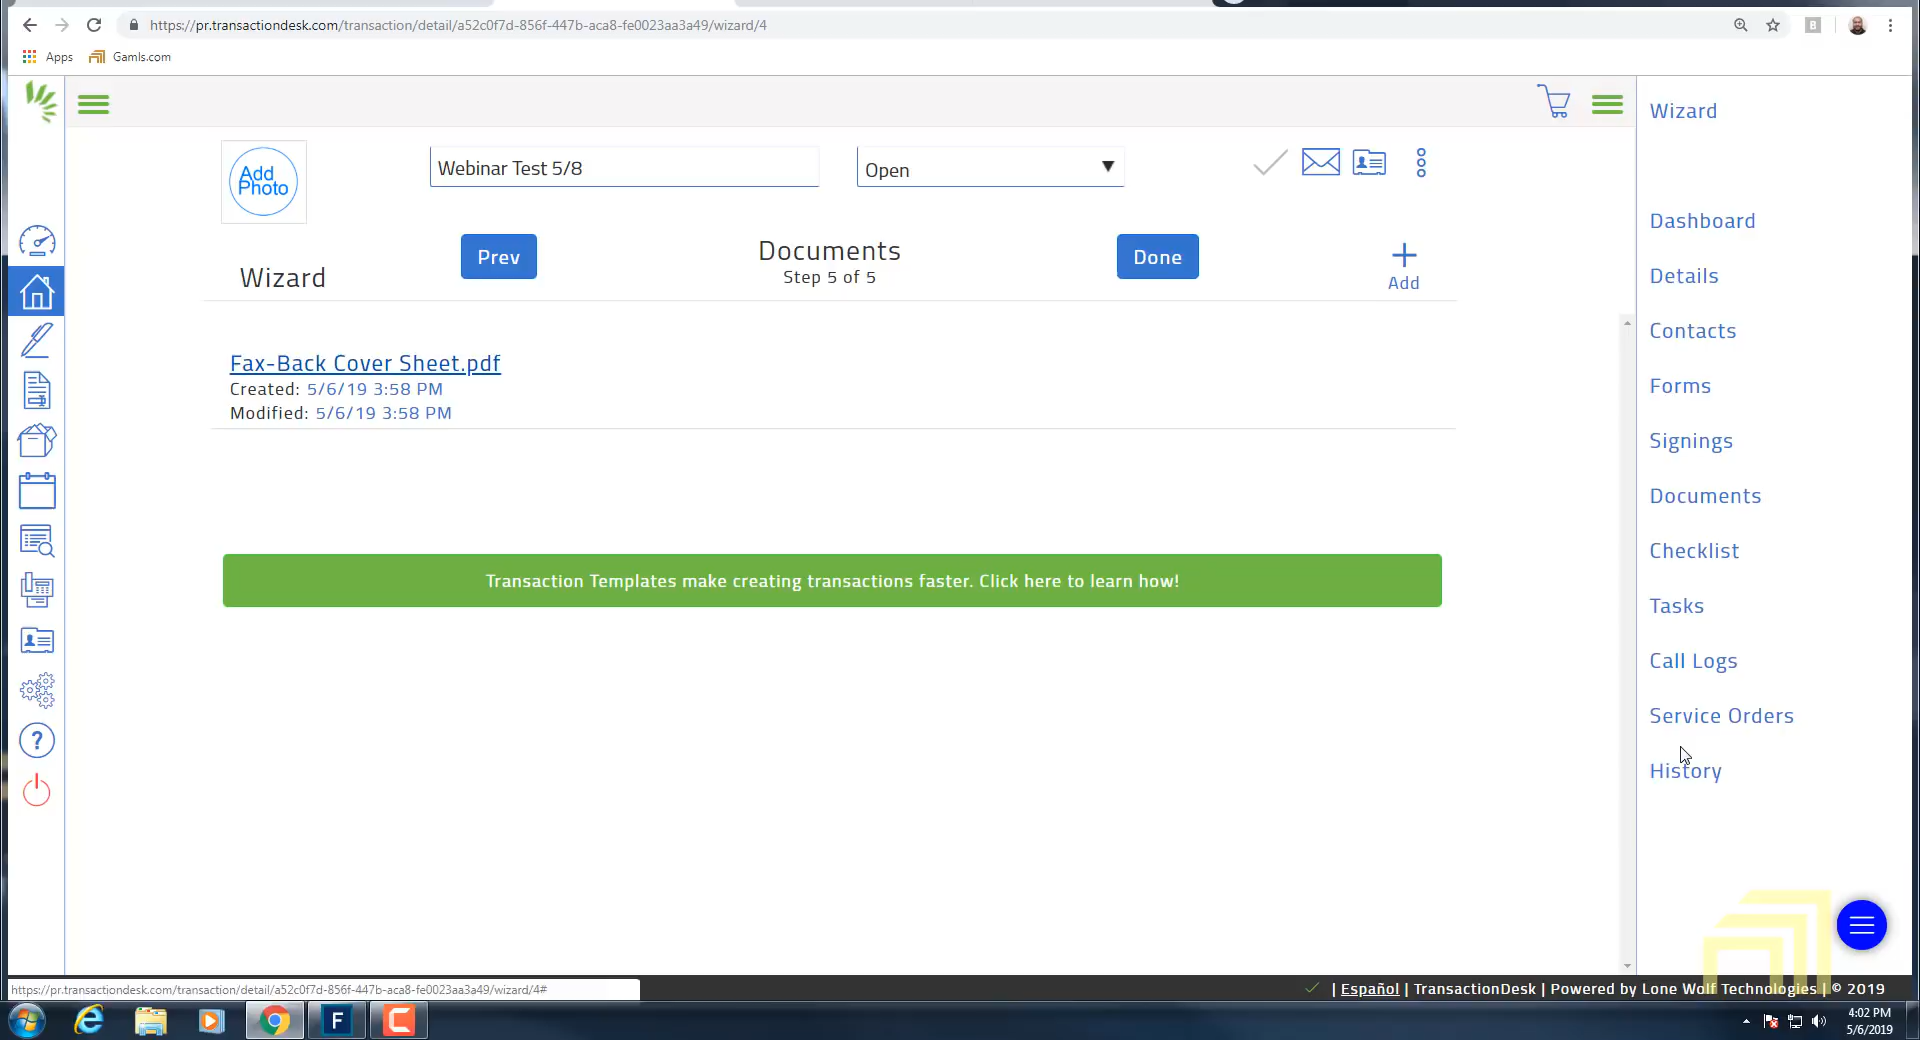 https://pr.transactiondesk.com/transaction/detail/a52c0f7d-856f-447b-aca8-fe0023aa3a49/wizard/4
B
Apps
Gamls.com
Wizard
Add
Photo
Webinar Test 5/8
Open
Prev
Documents
Done
Step 5 of 5
Wizard
Add
Fax-Back Cover Sheet.pdf
Created: 5/6/19 3:58 PM
Modified: 5/6/19 3:58 PM
Transaction Templates make creating transactions faster. Click here to learn how!
Dashboard
Details
Contacts
Forms
Signings
Documents
Checklist
Tasks
Call Logs
Service Orders
History
?
https://pr.transactiondesk.com/transaction/detail/a52c0f7d-856f-447b-aca8-fe0023aa3a49/wizard/4#
| Español | TransactionDesk | Powered by Lone Wolf Technologies | © 2019
F
4:02 PM
5/6/2019